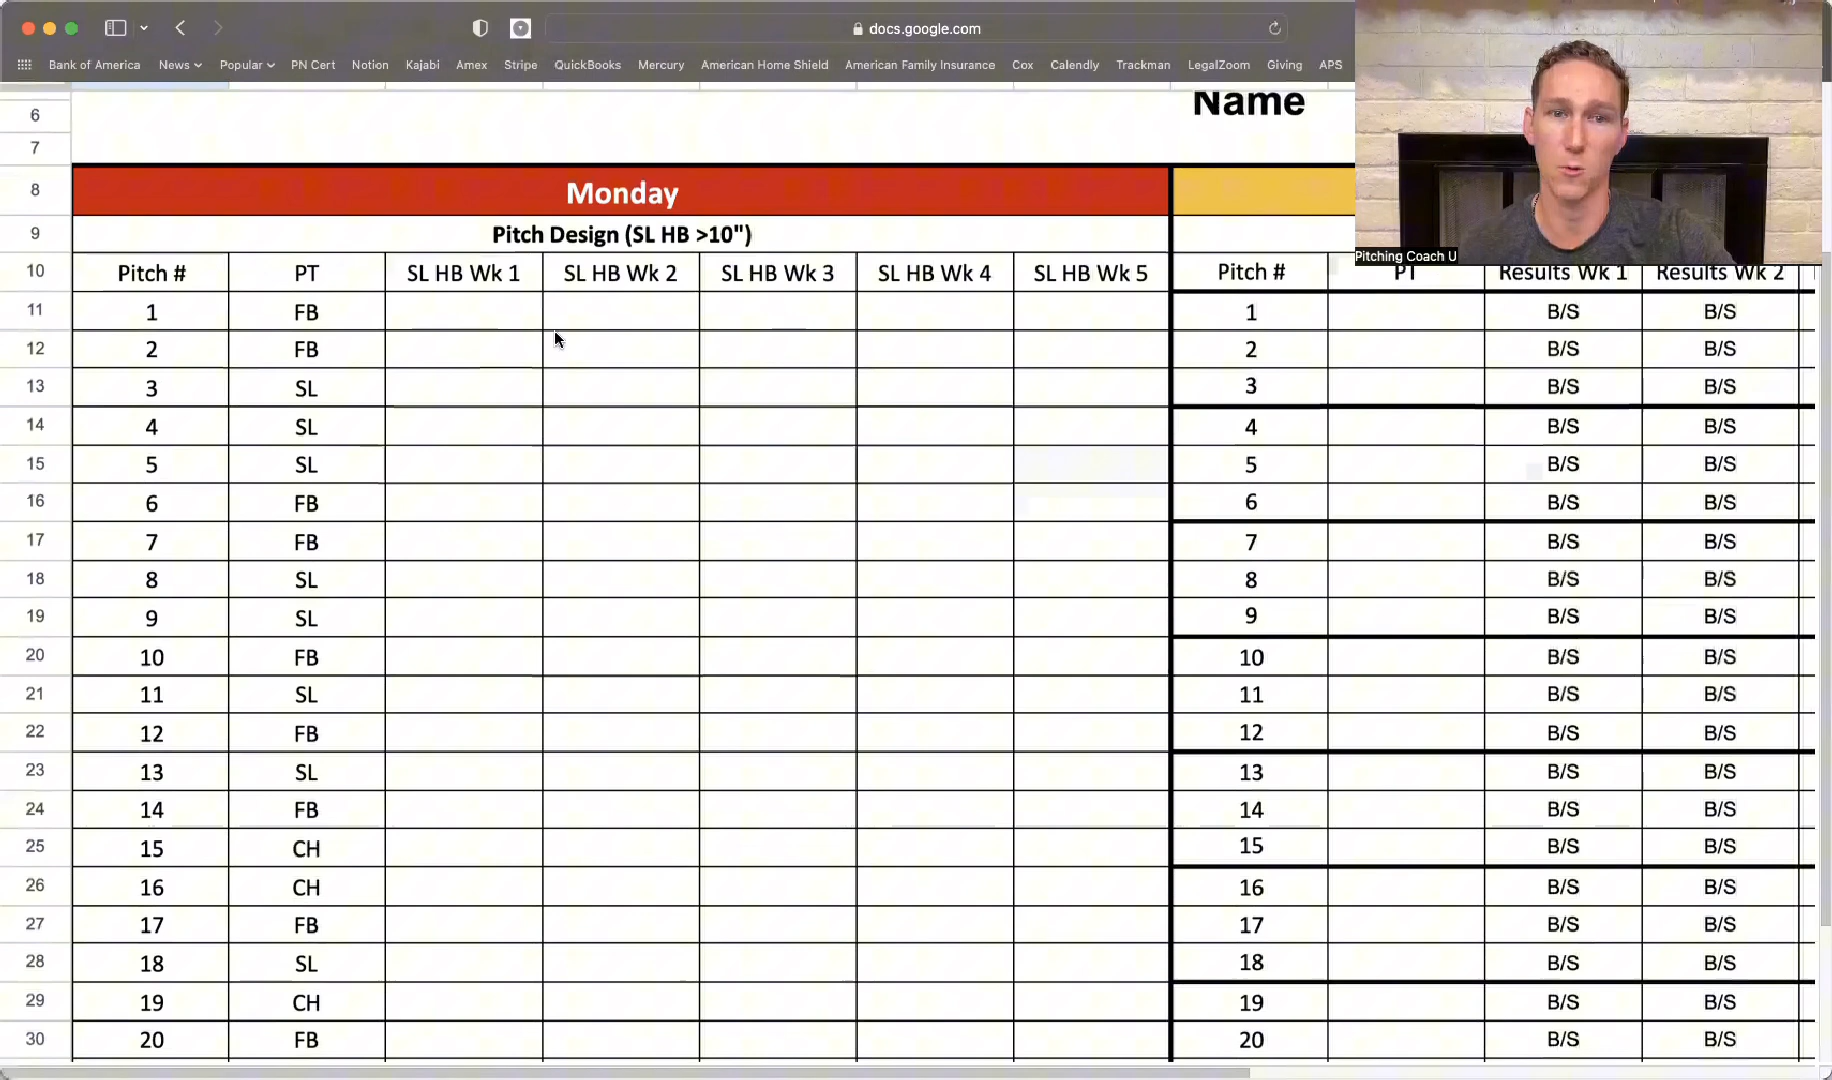 docs.google.com
Bank of America News Popular PN Cert Notion Kajabi Amex Stripe QuickBooks Mercury American Home Shield American Family Insurance Cox Calendly Trackman LegalZoom Giving APS
6 Name
7
8 Monday
9 Pitch Design (SL HB >10")
10 Pitch # PT SL HB Wk 1 SL HB Wk 2 SL HB Wk 3 SL HB Wk 4 SL HB Wk 5 Pitch # PT Results Wk 1 Results Wk 2
11 1 FB 1 B/S B/S
12 2 FB 2 B/S B/S
13 3 SL 3 B/S B/S
14 4 SL 4 B/S B/S
15 5 SL 5 B/S B/S
16 6 FB 6 B/S B/S
17 7 FB 7 B/S B/S
18 8 SL 8 B/S B/S
19 9 SL 9 B/S B/S
20 10 FB 10 B/S B/S
21 11 SL 11 B/S B/S
22 12 FB 12 B/S B/S
23 13 SL 13 B/S B/S
24 14 FB 14 B/S B/S
25 15 CH 15 B/S B/S
26 16 CH 16 B/S B/S
27 17 FB 17 B/S B/S
28 18 SL 18 B/S B/S
29 19 CH 19 B/S B/S
30 20 FB 20 B/S B/S
Pitching Coach U